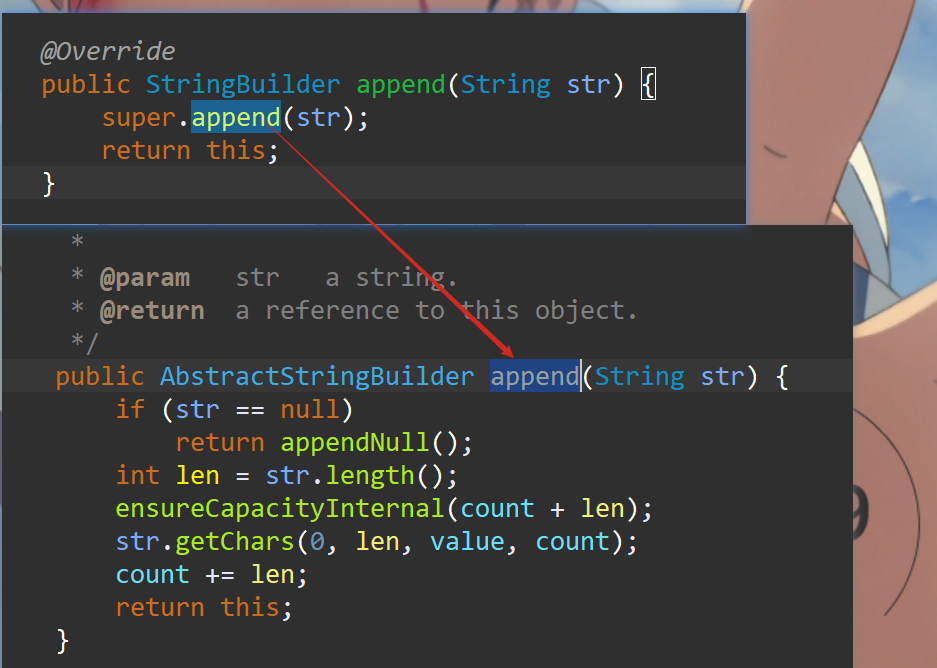 @Override
public StringBuilder append(String str) {
super.append(str);
return this;
}
*
* @param str a string.
* @return a reference to this object.
*/
public AbstractStringBuilder append(String str) {
if (str == null)
return appendNull();
int len = str.length();
ensureCapacityInternal(count + len);
str.getChars(0, len, value, count);
count += len;
return this;
}
9